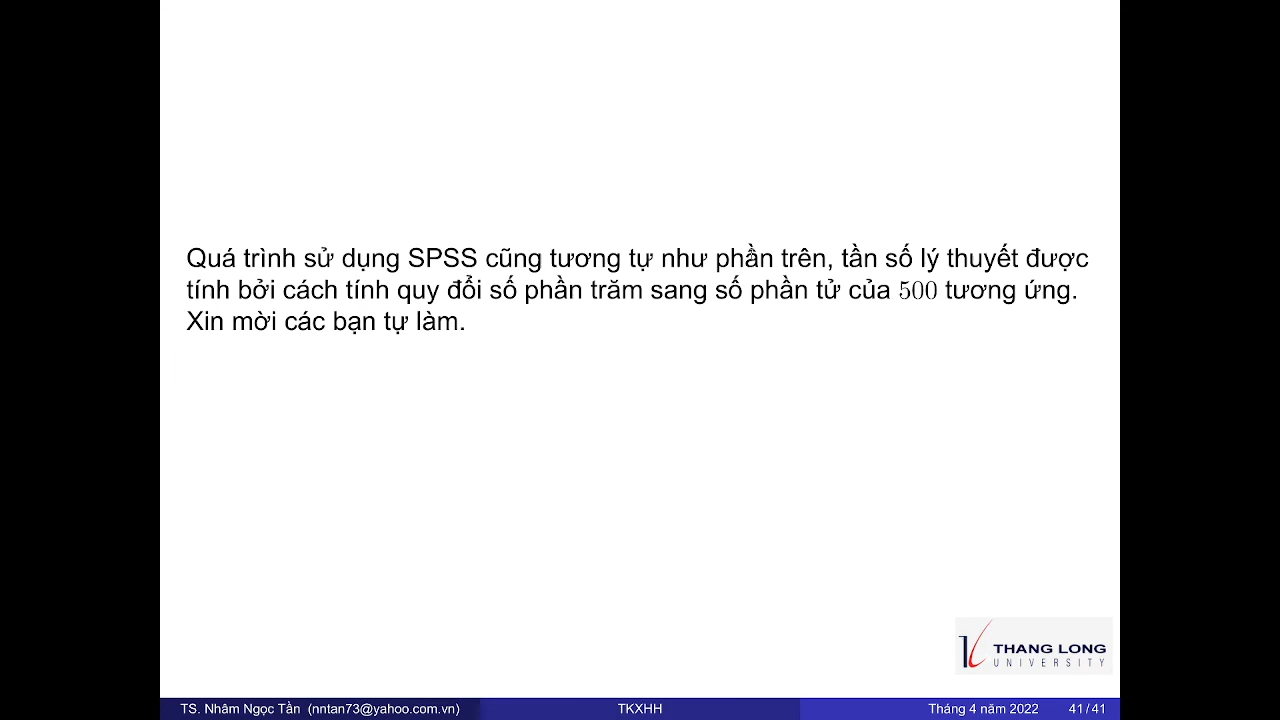 Quá trình sử dụng SPSS cũng tương tự như phần trên, tần số lý thuyết được
tính bởi cách tính quy đổi số phần trăm sang số phần tử của 500 tương ứng.
Xin mời các bạn tự làm.
THANG LONG
UNIVERSITY
TS. Nhâm Ngọc Tần (nntan73@yahoo.com.vn) TKXHH Tháng 4 năm 2022 41 / 41